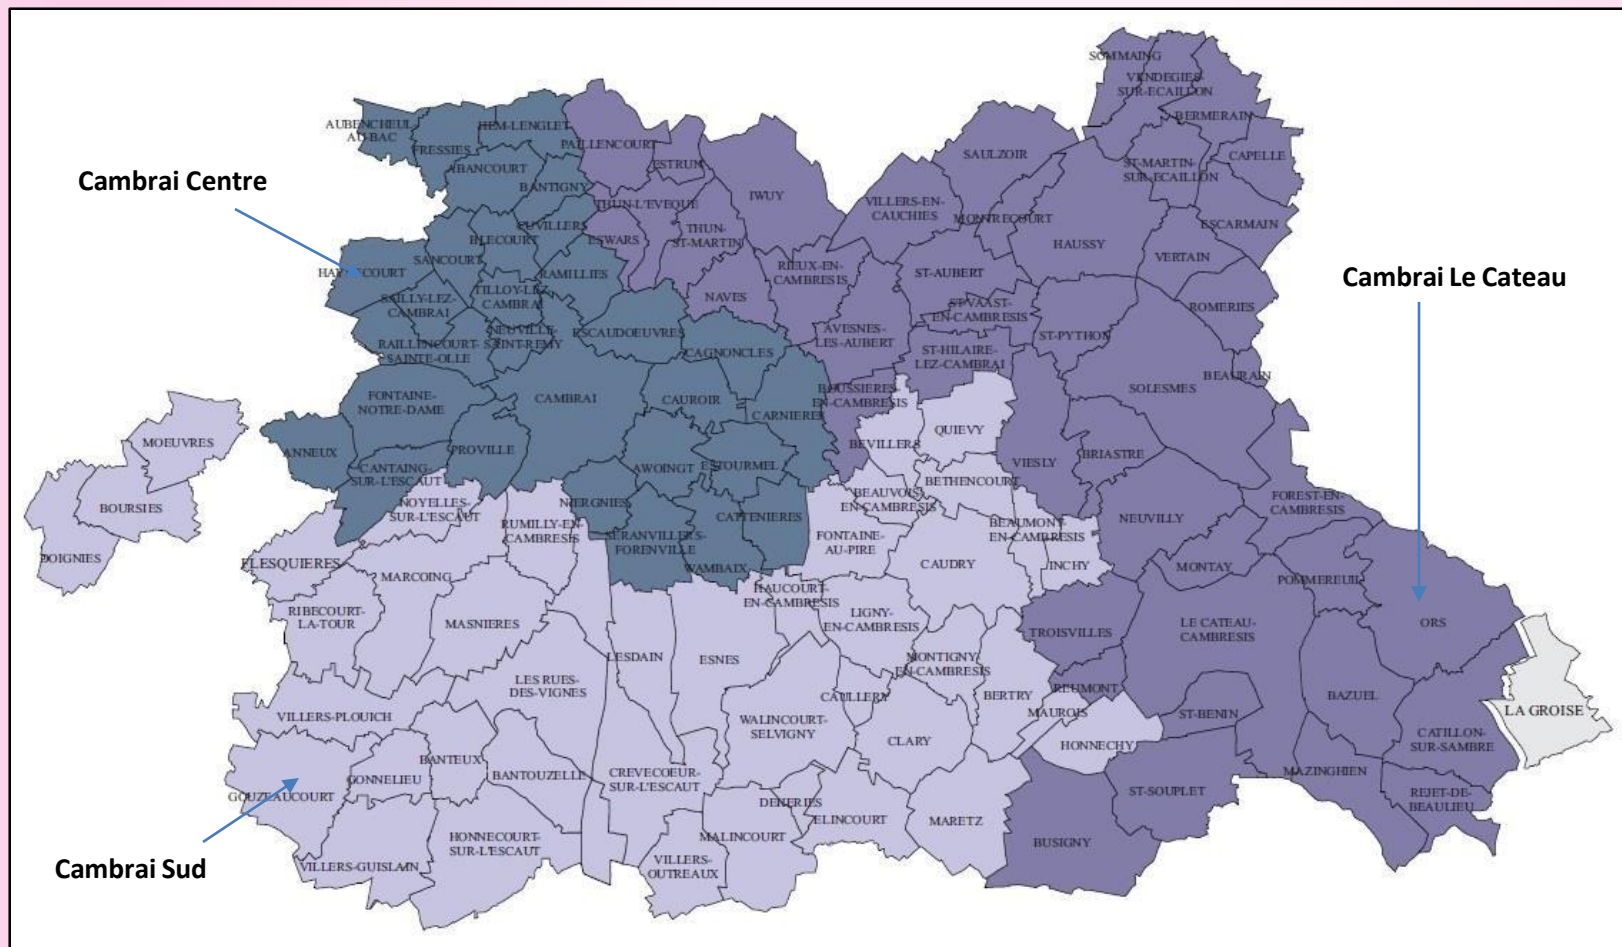 SOMMAING
VENDEGIES-
SUR-ECAILLON
BERMERAIN
AUBENCHEUL-
AU-BAC
HEM-LENGLET
FRESSIES
PAILLENCOURT
ESTRUN
SAULZOIR
ST-MARTIN-
SUR-ECAILLON
CAPELLE
ABANCOURT
BANTIGNY
Cambrai Centre
IWUY
THUN-L'EVEQUE
VILLERS-EN-
CAUCHIES
MONTRECOURT
ESCARMAIN
CUVILLERS
BLECOURT
ESWARS
THUN-
ST-MARTIN
HAUSSY
VERTAIN
SANCOURT
HAYNECOURT
RAMILLIES
RIEUX-EN-
CAMBRESIS
ST-AUBERT
Cambrai Le Cateau
TILLOY-LEZ-
CAMBRAI
SAILLY-LEZ-
CAMBRAI
NAVES
ST-VAAST-
EN-CAMBRESIS
ROMERIES
NEUVILLE-
SAINT-REMY
ESCAUDOEUVRES
AVESNES-
LES-AUBERT
ST-PYTHON
RAILLENCOURT-
SAINTE-OLLE
CAGNONCLES
ST-HILAIRE-
LEZ-CAMBRAI
BEAURAIN
SOLESMES
FONTAINE-
NOTRE-DAME
CAMBRAI
CAUROIR
BOUSSIERES-
EN-CAMBRESIS
CARNIERES
MOEUVRES
QUIEVY
BEVILLERS
ANNEUX
PROVILLE
BRIASTRE
VIESLY
CANTAING-
SUR-L'ESCAUT
AWOINGT
ESTOURMEL
BETHENCOURT
BOURSIES
NOYELLES-
SUR-L'ESCAUT
NIERGNIES
BEAUVOIS-
EN-CAMBRESIS
FOREST-EN-
CAMBRESIS
RUMILLY-EN-
CAMBRESIS
CATTENIERES
NEUVILLY
BEAUMONT-
EN-CAMBRESIS
SERANVILLERS-
FORENVILLE
FONTAINE-
AU-PIRE
DOIGNIES
FLESQUIERES
CAUDRY
INCHY
WAMBAIX
MONTAY
MARCOING
POMMEREUIL
HAUCOURT-
EN-CAMBRESIS
RIBECOURT-
LA-TOUR
MASNIERES
LIGNY-
EN-CAMBRESIS
TROISVILLES
LE CATEAU-
CAMBRESIS
ORS
LESDAIN
ESNES
MONTIGNY-
EN-CAMBRESIS
LES RUES-
DES-VIGNES
REUMONT
BERTRY
CAULLERY
BAZUEL
VILLERS-PLOUICH
MAUROIS
ST-BENIN
LA GROISE
WALINCOURT-
SELVIGNY
CLARY
HONNECHY
CATILLON-
SUR-SAMBRE
BANTEUX
GONNELIEU
BANTOUZELLE
CREVECOEUR-
SUR-L'ESCAUT
MAZINGHIEN
GOUZEAUCOURT
ST-SOUPLET
REJET-DE-
BEAULIEU
DEHERIES
ELINCOURT
MARETZ
HONNECOURT-
SUR-L'ESCAUT
MALINCOURT
BUSIGNY
Cambrai Sud
VILLERS-GUISLAIN
VILLERS-
OUTREAUX